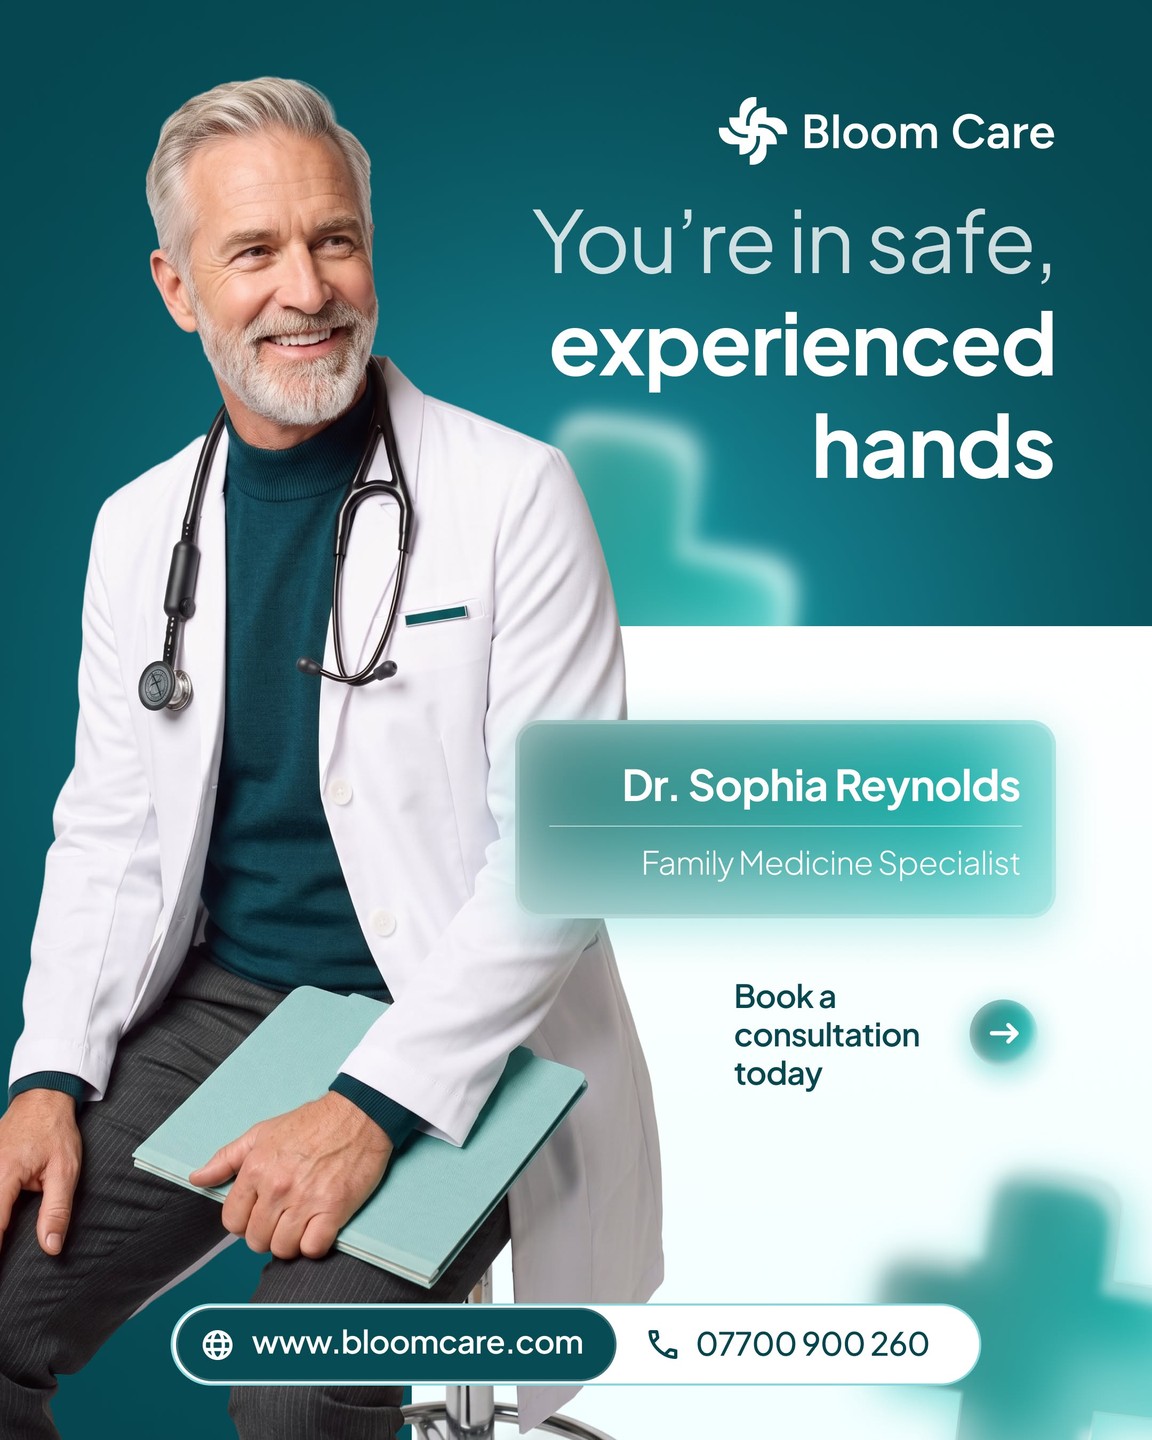 Bloom Care
You’re in safe,
experienced
hands
Dr. Sophia Reynolds
Family Medicine Specialist
Book a
consultation
today
www.bloomcare.com
07700 900 260